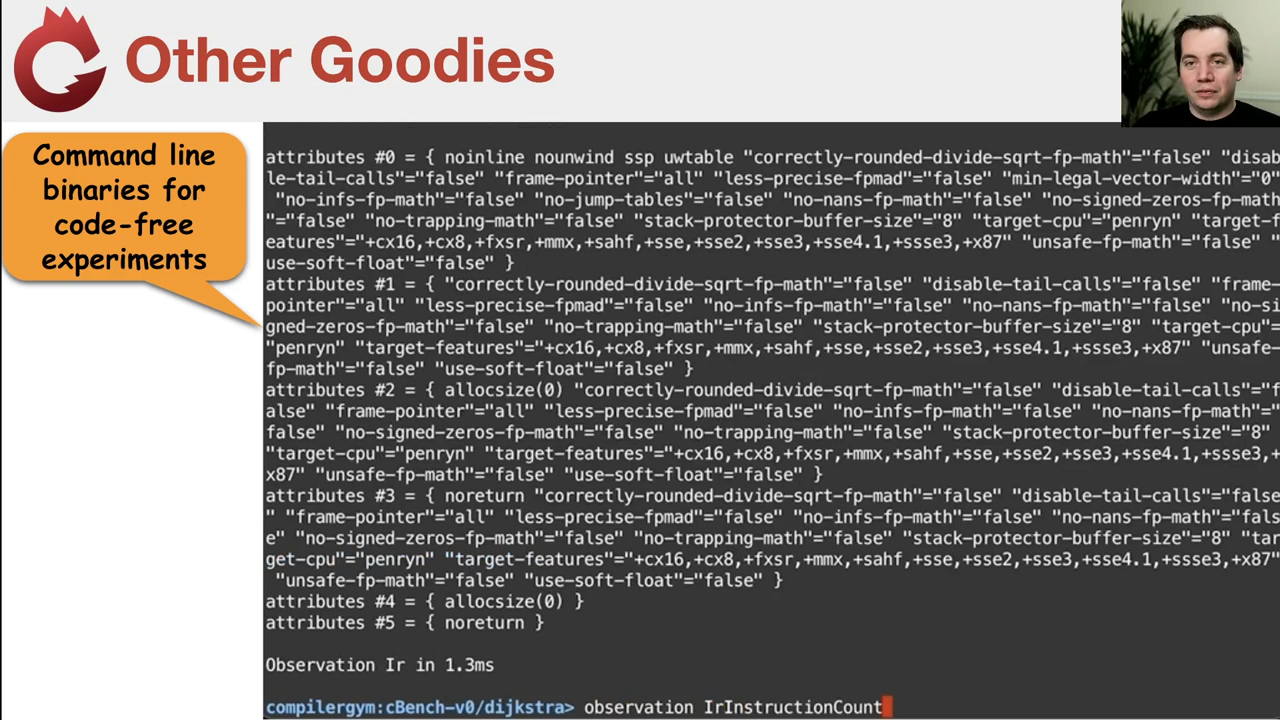 Other Goodies
Command line
binaries for
code-free
experiments
attributes #0 = { noinline nounwind ssp uwtable "correctly-rounded-divide-sqrt-fp-math"="false" "disab
le-tail-calls"="false" "frame-pointer"="all" "less-precise-fpmad"="false" "min-legal-vector-width"="0"
"no-infs-fp-math"="false" "no-jump-tables"="false" "no-nans-fp-math"="false" "no-signed-zeros-fp-math"
="false" "no-trapping-math"="false" "stack-protector-buffer-size"="8" "target-cpu"="penryn" "target-f
eatures"="+cx16,+cx8,+fxsr,+mmx,+sahf,+sse,+sse2,+sse3,+sse4.1,+ssse3,+x87" "unsafe-fp-math"="false" "
use-soft-float"="false" }
attributes #1 = { "correctly-rounded-divide-sqrt-fp-math"="false" "disable-tail-calls"="false" "frame-
pointer"="all" "less-precise-fpmad"="false" "no-infs-fp-math"="false" "no-nans-fp-math"="false" "no-si
gned-zeros-fp-math"="false" "no-trapping-math"="false" "stack-protector-buffer-size"="8" "target-cpu"=
"penryn" "target-features"="+cx16,+cx8,+fxsr,+mmx,+sahf,+sse,+sse2,+sse3,+sse4.1,+ssse3,+x87" "unsafe-
fp-math"="false" "use-soft-float"="false" }
attributes #2 = { allocsize(0) "correctly-rounded-divide-sqrt-fp-math"="false" "disable-tail-calls"="f
alse" "frame-pointer"="all" "less-precise-fpmad"="false" "no-infs-fp-math"="false" "no-nans-fp-math"="
false" "no-signed-zeros-fp-math"="false" "no-trapping-math"="false" "stack-protector-buffer-size"="8"
"target-cpu"="penryn" "target-features"="+cx16,+cx8,+fxsr,+mmx,+sahf,+sse,+sse2,+sse3,+sse4.1,+ssse3,+
x87" "unsafe-fp-math"="false" "use-soft-float"="false" }
attributes #3 = { noreturn "correctly-rounded-divide-sqrt-fp-math"="false" "disable-tail-calls"="false
" "frame-pointer"="all" "less-precise-fpmad"="false" "no-infs-fp-math"="false" "no-nans-fp-math"="fals
e" "no-signed-zeros-fp-math"="false" "no-trapping-math"="false" "stack-protector-buffer-size"="8" "tar
get-cpu"="penryn" "target-features"="+cx16,+cx8,+fxsr,+mmx,+sahf,+sse,+sse2,+sse3,+sse4.1,+ssse3,+x87"
"unsafe-fp-math"="false" "use-soft-float"="false" }
attributes #4 = { allocsize(0) }
attributes #5 = { noreturn }
Observation Ir in 1.3ms
compilergym:cBench-v0/dijkstra> observation IrInstructionCount